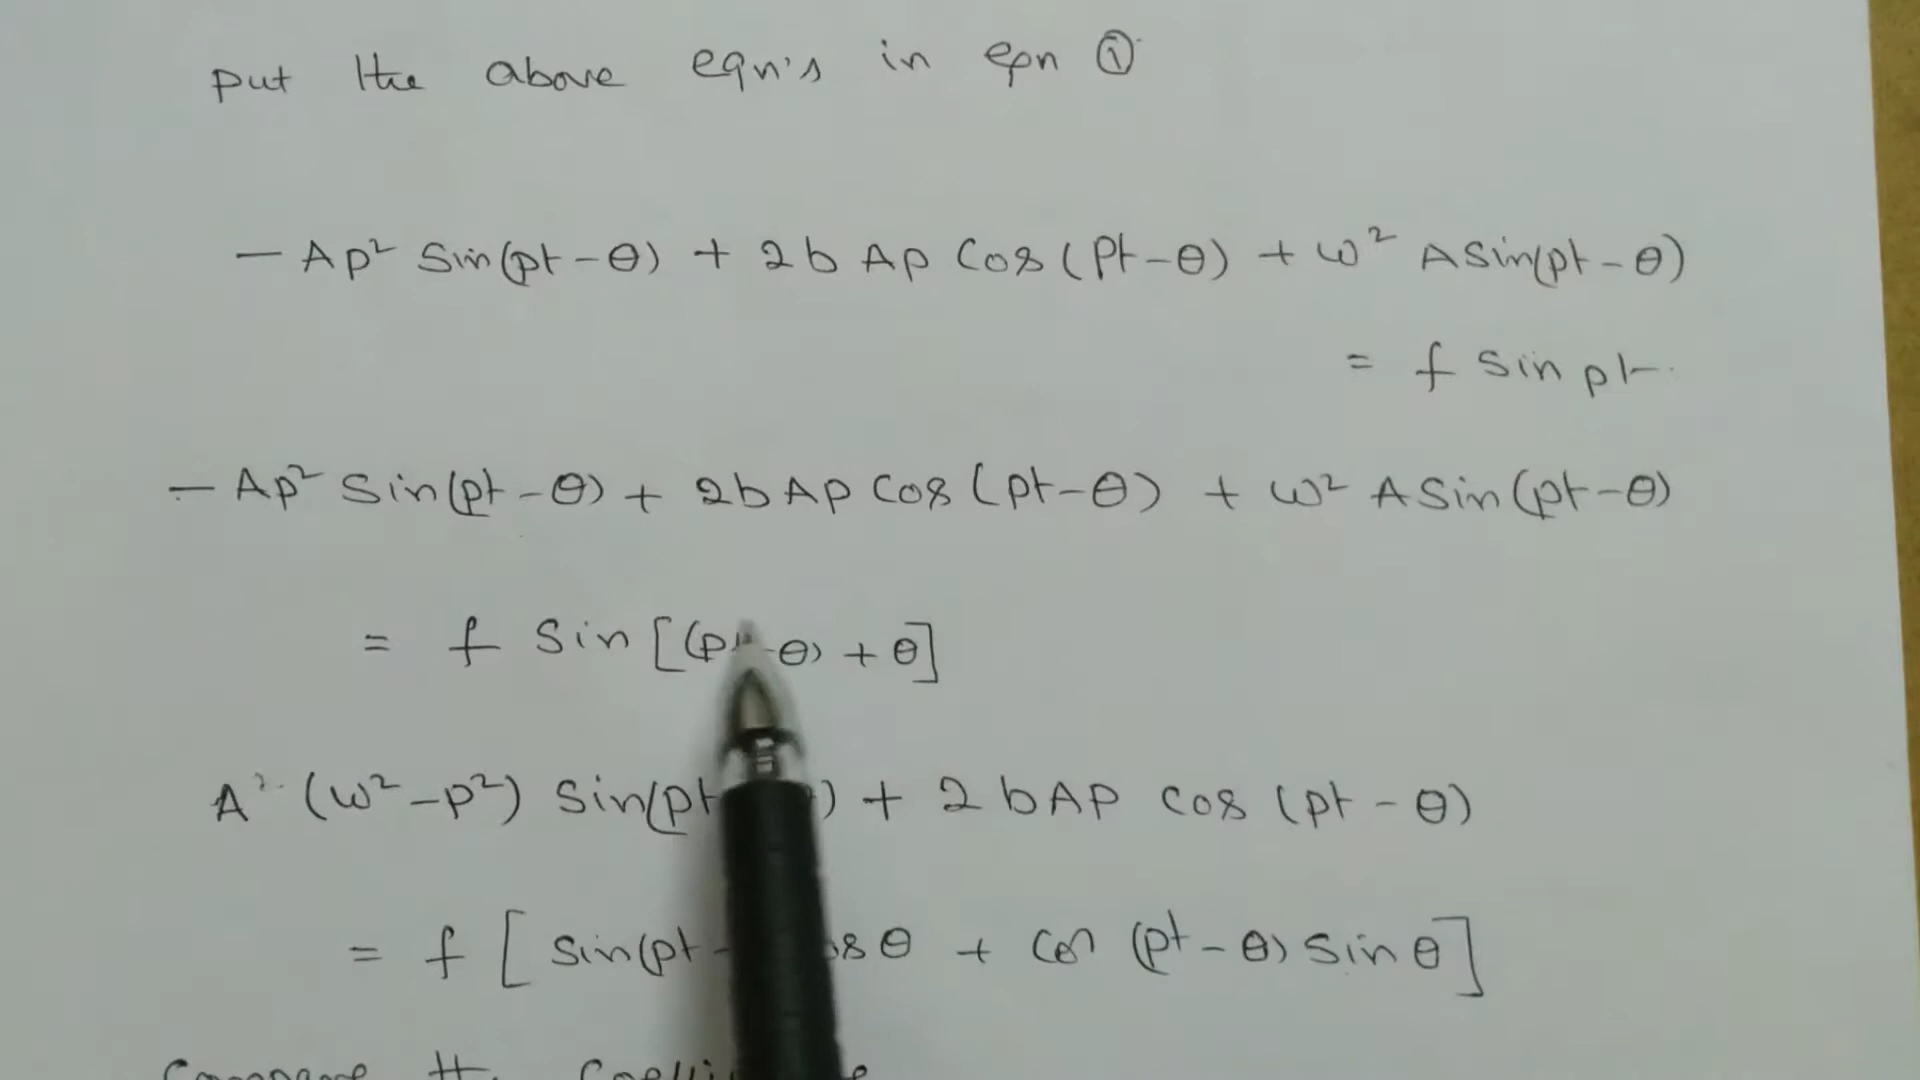 put the above eqn's in eqn ①
− Ap² Sin(pt − θ) + 2b Ap Cos (Pt − θ) + ω² A Sin(pt − θ)
= f Sin pt
− Ap² Sin(pt − θ) + 2b Ap Cos (pt − θ) + ω² A Sin (pt − θ)
= f Sin [(p θ) + θ]
A (ω² − p²) Sin(pt ) + 2 b Ap Cos (pt − θ)
= f [ Sin(pt − θ + Cos (pt − θ) Sin θ]